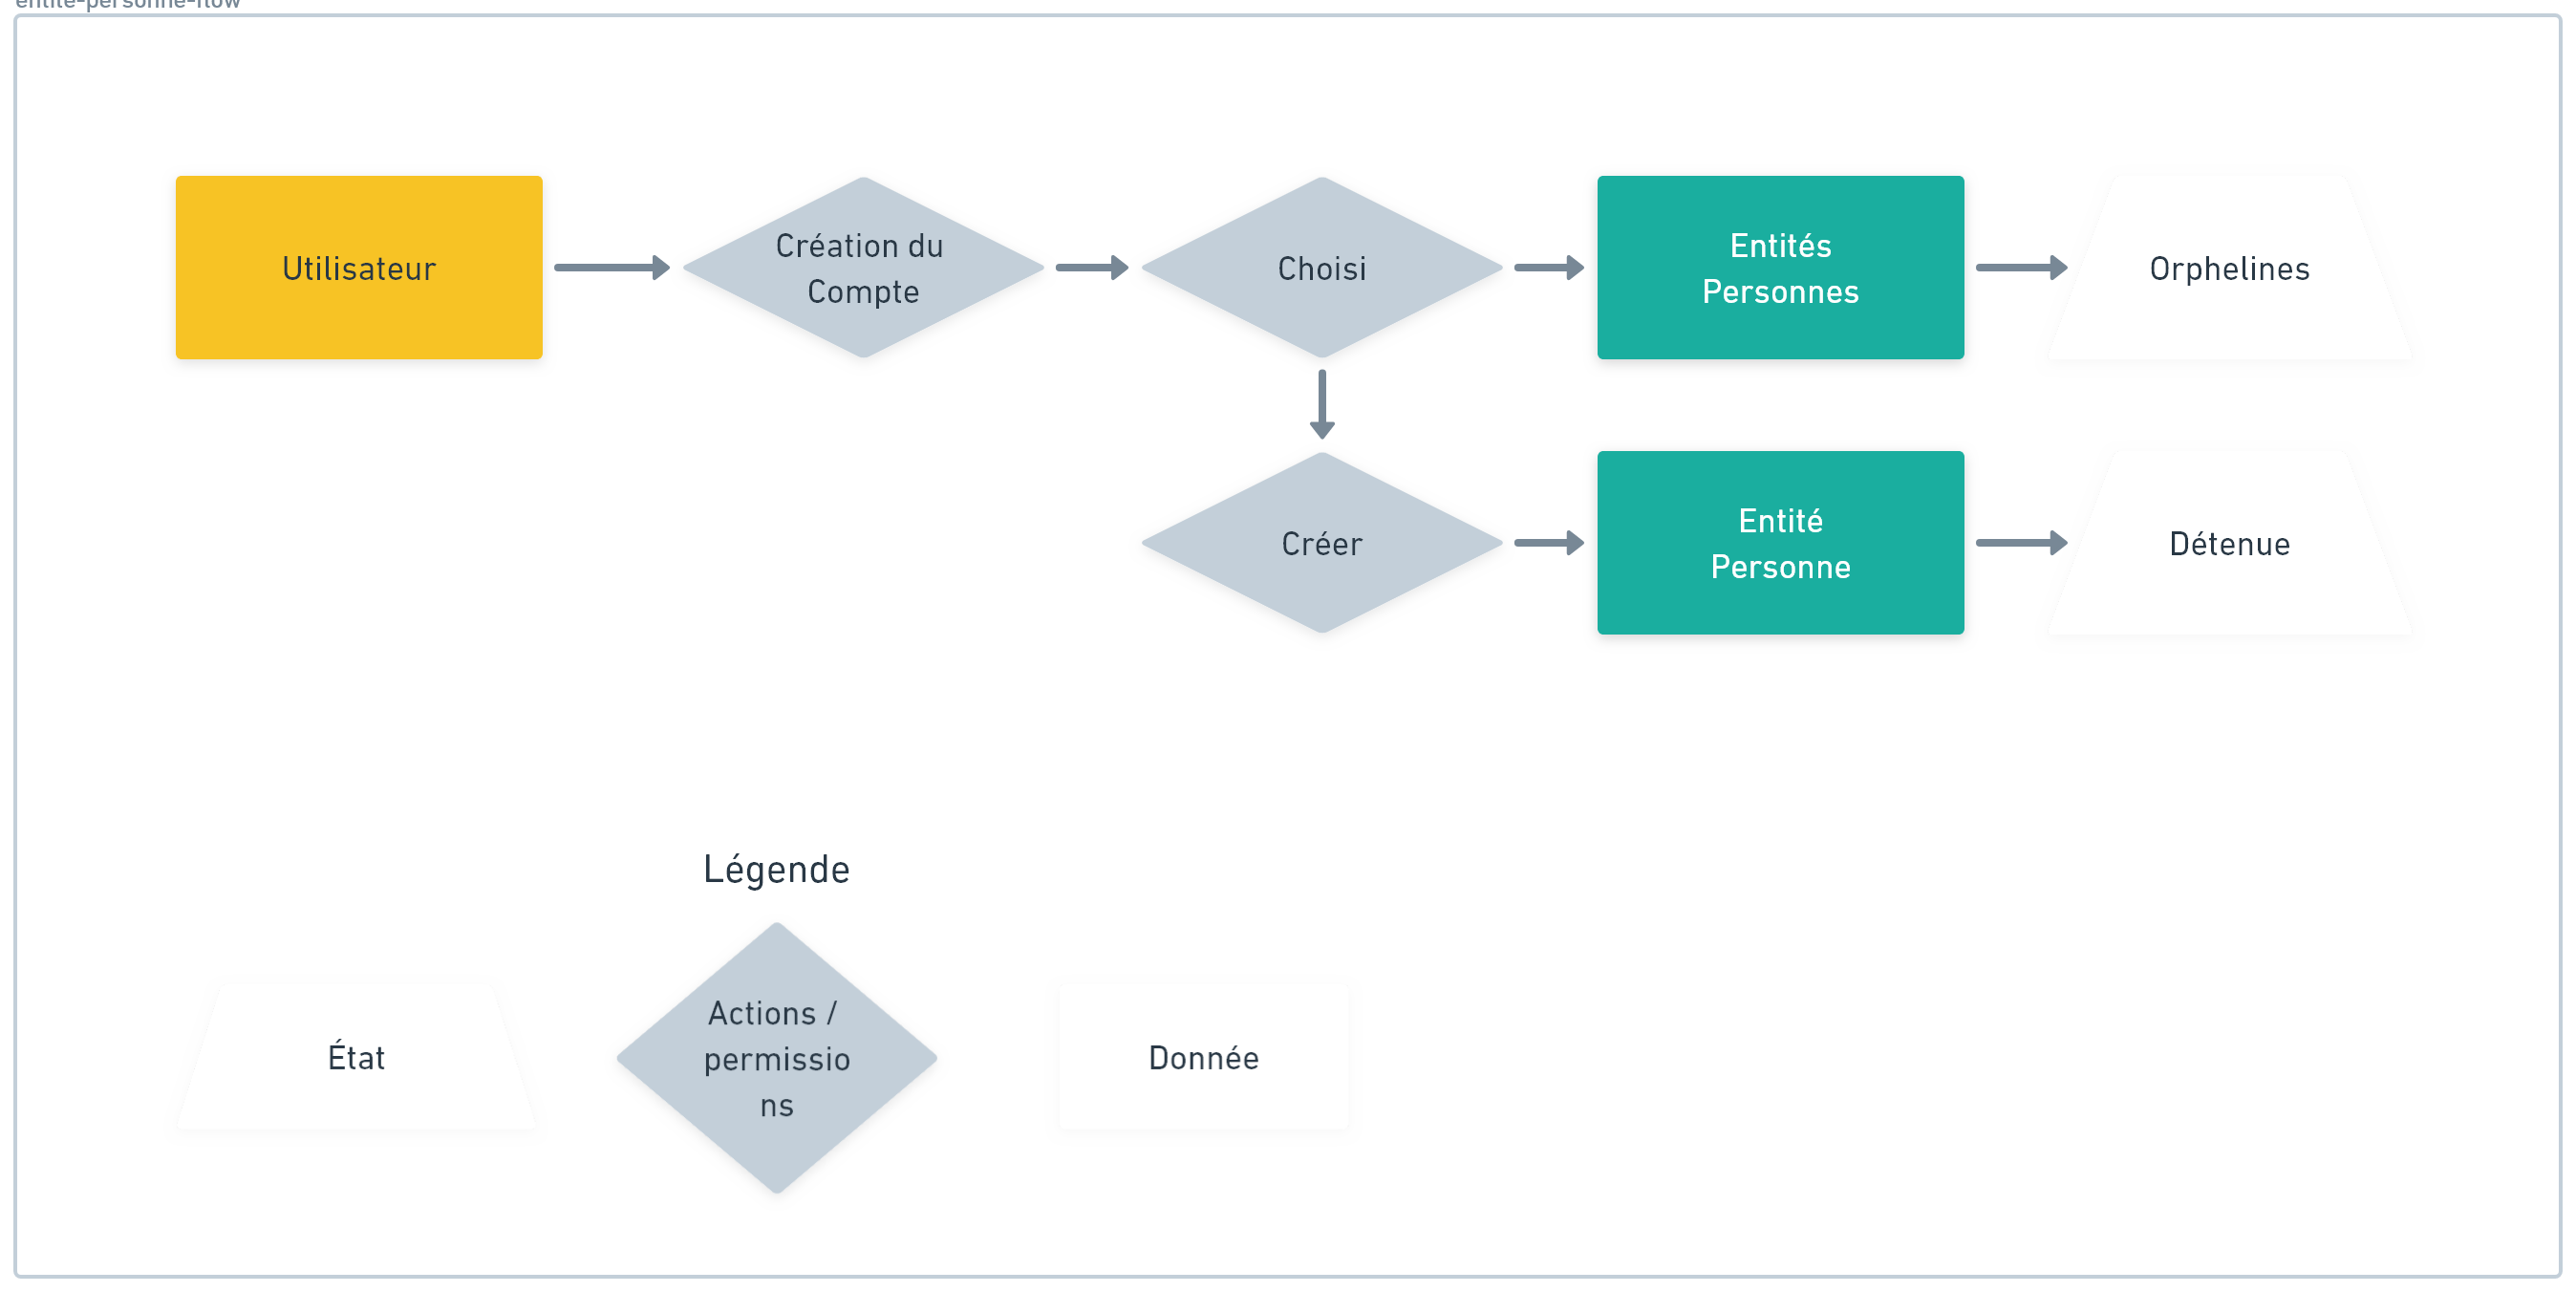 entite-personne-flow
Utilisateur
Création du
Compte
Choisi
Entités
Personnes
Orphelines
Créer
Entité
Personne
Détenue
Légende
État
Actions /
permissio
ns
Donnée